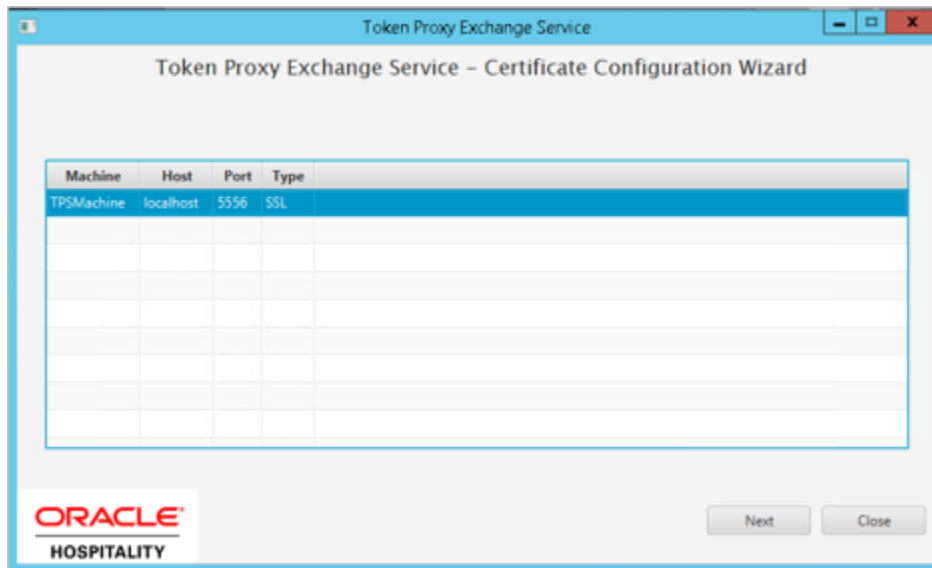 Token Proxy Exchange Service
Token Proxy Exchange Service – Certificate Configuration Wizard
Machine Host Port Type
TPSMachine localhost 5556 SSL
ORACLE
HOSPITALITY
Next Close